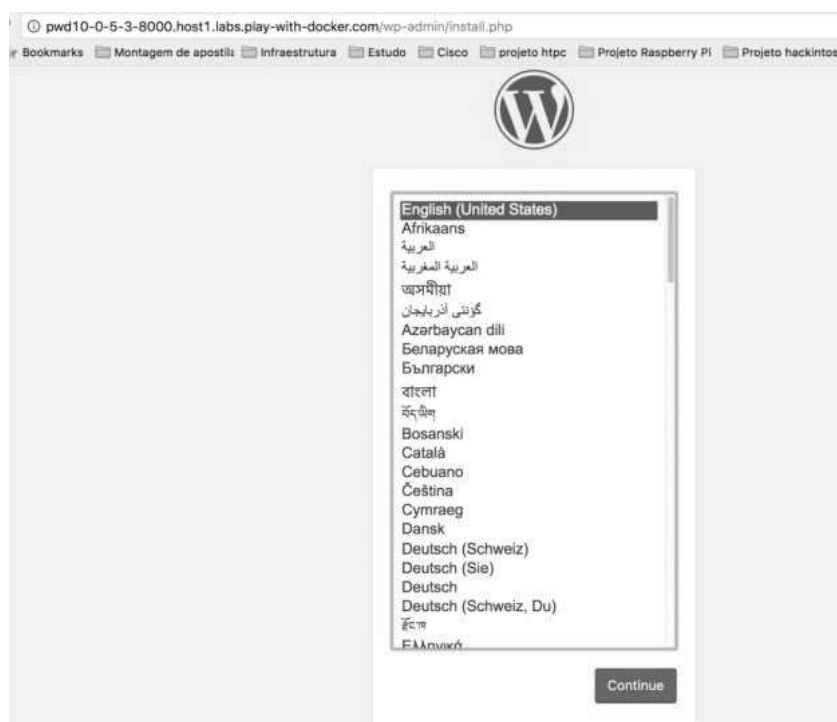 pwd10-0-5-3-8000.host1.labs.play-with-docker.com/wp-admin/install.php
Bookmarks Montagem de apostila Infraestrutura Estudo Cisco projeto htpc Projeto Raspberry Pi Projeto hackintos
W
English (United States)
Afrikaans
العربية
العربية المغربية
অসমীয়া
گؤنئی آذربایجان
Azərbaycan dili
Беларуская мова
Български
বাংলা
བོད་ཡིག
Bosanski
Català
Cebuano
Čeština
Cymraeg
Dansk
Deutsch (Schweiz)
Deutsch (Sie)
Deutsch
Deutsch (Schweiz, Du)
རྫོང་ཁ
Ελληνικά
Continue